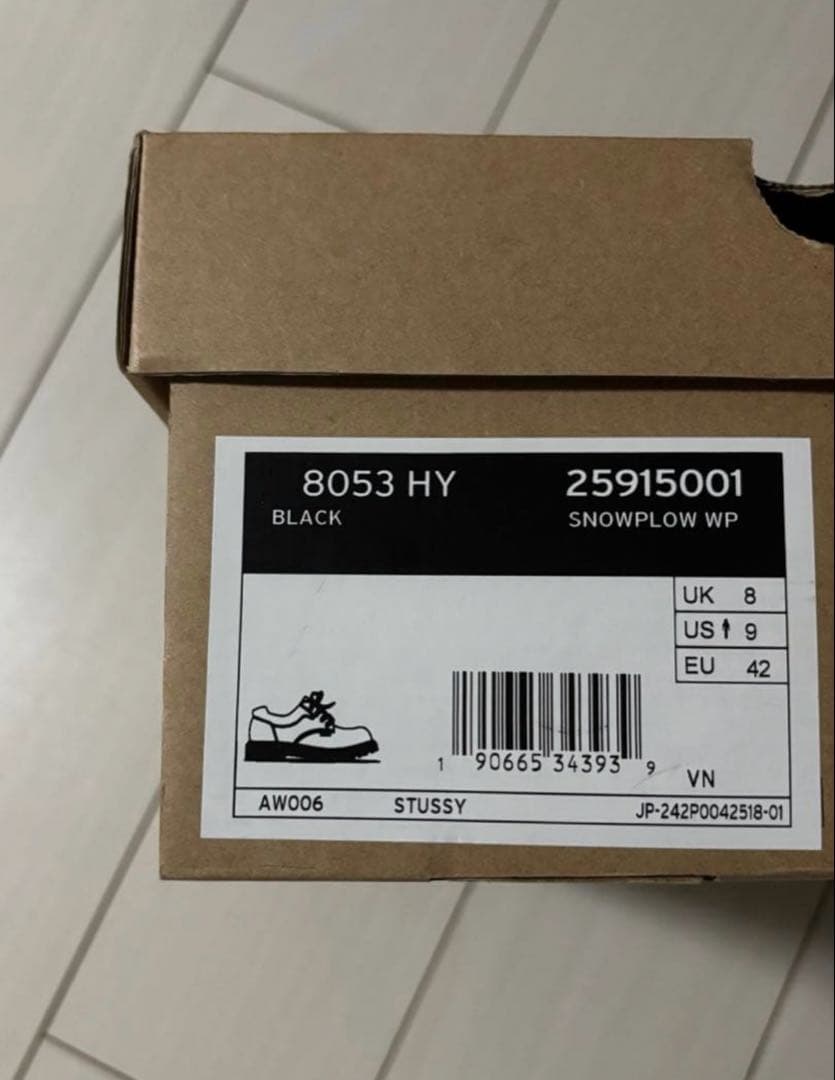 8053 HY 25915001
BLACK SNOWPLOW WP
UK 8
US 9
EU 42
1 90665 34393 9
VN
AW006 STUSSY JP-242P0042518-01